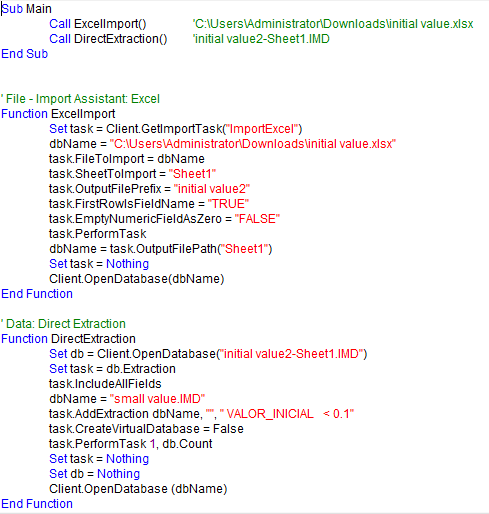 Sub Main
Call ExcelImport() 'C:\Users\Administrator\Downloads\initial value.xlsx
Call DirectExtraction() 'initial value2-Sheet1.IMD
End Sub
' File - Import Assistant: Excel
Function ExcelImport
Set task = Client.GetImportTask("ImportExcel")
dbName = "C:\Users\Administrator\Downloads\initial value.xlsx"
task.FileToImport = dbName
task.SheetToImport = "Sheet1"
task.OutputFilePrefix = "initial value2"
task.FirstRowIsFieldName = "TRUE"
task.EmptyNumericFieldAsZero = "FALSE"
task.PerformTask
dbName = task.OutputFilePath("Sheet1")
Set task = Nothing
Client.OpenDatabase(dbName)
End Function
' Data: Direct Extraction
Function DirectExtraction
Set db = Client.OpenDatabase("initial value2-Sheet1.IMD")
Set task = db.Extraction
task.IncludeAllFields
dbName = "small value.IMD"
task.AddExtraction dbName, "", " VALOR_INICIAL   < 0.1"
task.CreateVirtualDatabase = False
task.PerformTask 1, db.Count
Set task = Nothing
Set db = Nothing
Client.OpenDatabase (dbName)
End Function